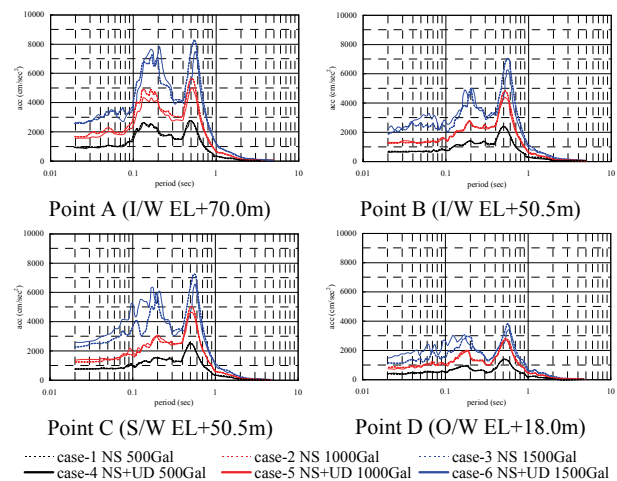 10000
8000
6000
4000
2000
0
acc (cm/sec²)
0.01 0.1 1 10
period (sec)
Point A (I/W EL+70.0m)
10000
8000
6000
4000
2000
0
acc (cm/sec²)
0.01 0.1 1 10
period (sec)
Point B (I/W EL+50.5m)
10000
8000
6000
4000
2000
0
acc (cm/sec²)
0.01 0.1 1 10
period (sec)
Point C (S/W EL+50.5m)
10000
8000
6000
4000
2000
0
acc (cm/sec²)
0.01 0.1 1 10
period (sec)
Point D (O/W EL+18.0m)
case-1 NS 500Gal case-2 NS 1000Gal case-3 NS 1500Gal
case-4 NS+UD 500Gal case-5 NS+UD 1000Gal case-6 NS+UD 1500Gal